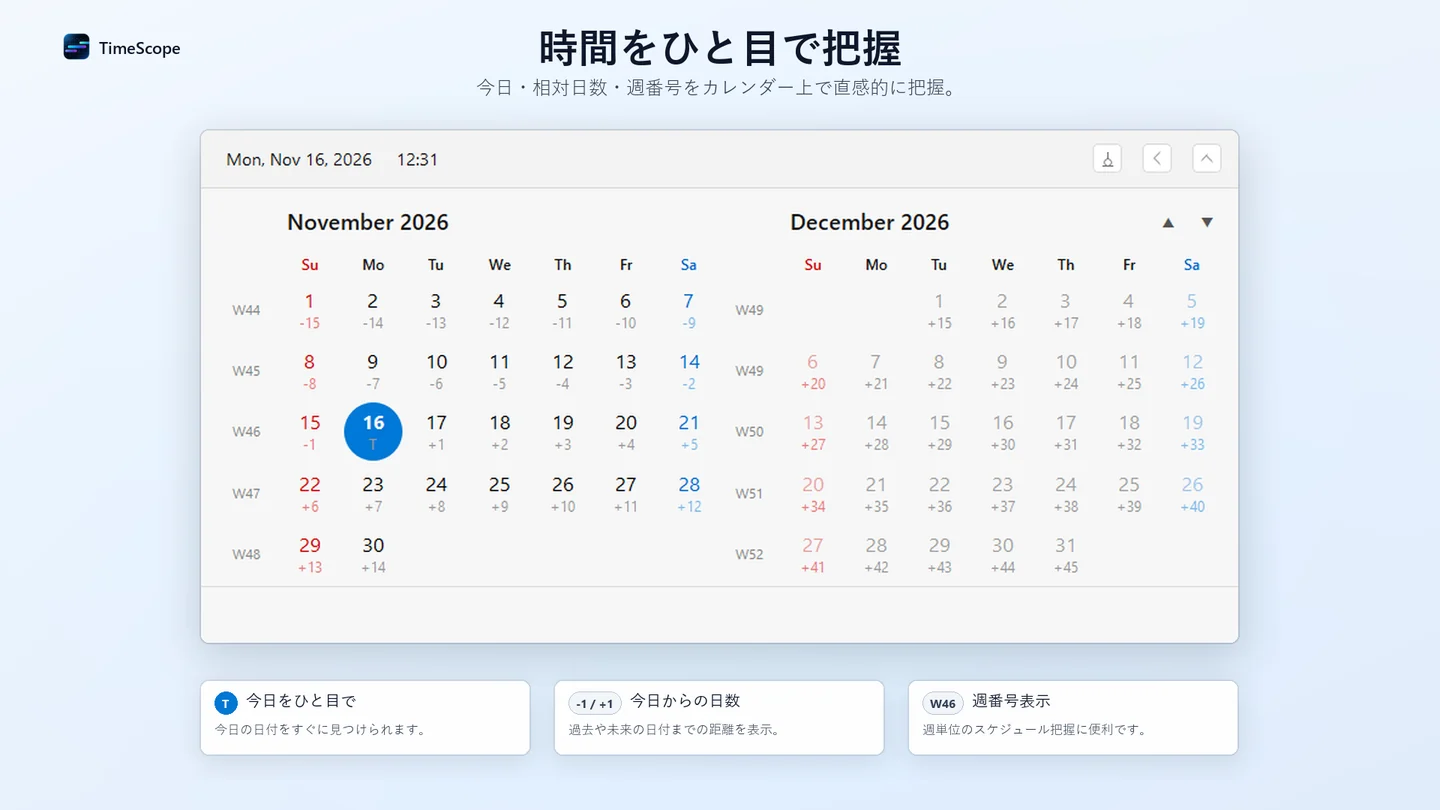 TimeScope
時間をひと目で把握
今日・相対日数・週番号をカレンダー上で直感的に把握。
Mon, Nov 16, 2026 12:31
November 2026
Su Mo Tu We Th Fr Sa
W44 1 2 3 4 5 6 7
-15 -14 -13 -12 -11 -10 -9
W45 8 9 10 11 12 13 14
-8 -7 -6 -5 -4 -3 -2
W46 15 16 17 18 19 20 21
-1 T +1 +2 +3 +4 +5
W47 22 23 24 25 26 27 28
+6 +7 +8 +9 +10 +11 +12
W48 29 30
+13 +14
December 2026 ▲ ▼
Su Mo Tu We Th Fr Sa
W49 1 2 3 4 5
+15 +16 +17 +18 +19
W49 6 7 8 9 10 11 12
+20 +21 +22 +23 +24 +25 +26
W50 13 14 15 16 17 18 19
+27 +28 +29 +30 +31 +32 +33
W51 20 21 22 23 24 25 26
+34 +35 +36 +37 +38 +39 +40
W52 27 28 29 30 31
+41 +42 +43 +44 +45
T 今日をひと目で
今日の日付をすぐに見つけられます。
-1 / +1 今日からの日数
過去や未来の日付までの距離を表示。
W46 週番号表示
週単位のスケジュール把握に便利です。